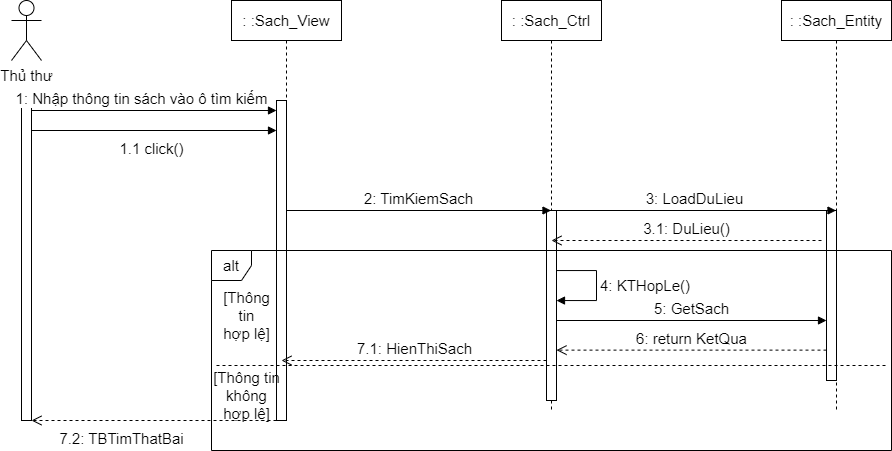 : :Sach_View
: :Sach_Ctrl
: :Sach_Entity
Thủ thư
1: Nhập thông tin sách vào ô tìm kiếm
1.1 click()
2: TimKiemSach
3: LoadDuLieu
3.1: DuLieu()
alt
4: KTHopLe()
[Thông
tin
hợp lệ]
5: GetSach
6: return KetQua
7.1: HienThiSach
[Thông tin
không
hợp lệ]
7.2: TBTimThatBai